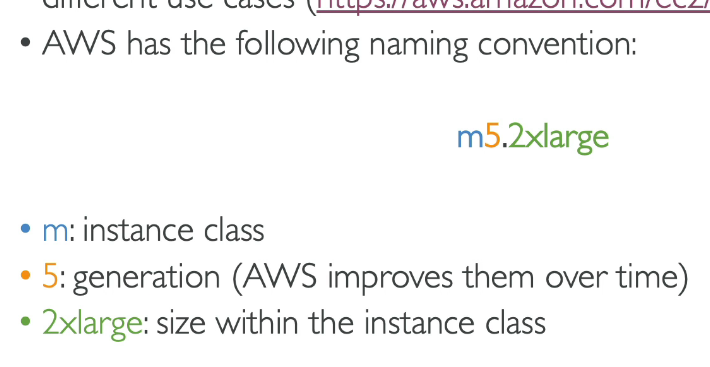 different use cases (https://aws.amazon.com/ec2/
• AWS has the following naming convention:
m5.2xlarge
• m: instance class
• 5: generation (AWS improves them over time)
• 2xlarge: size within the instance class